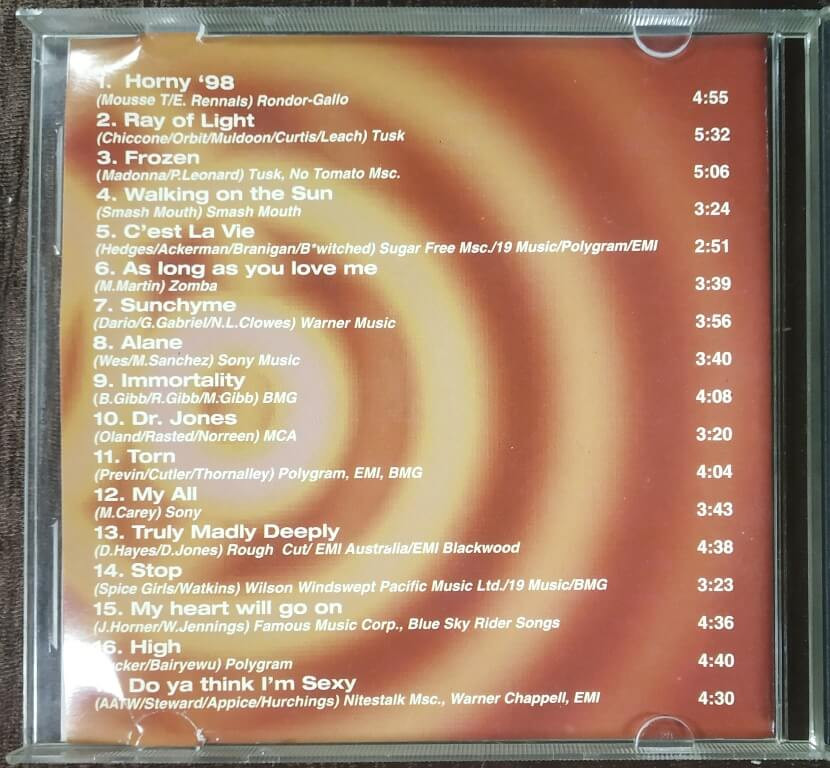 1. Horny ‘98
(Mousse T/E. Rennals) Rondor-Gallo 4:55
2. Ray of Light
(Chiccone/Orbit/Muldoon/Curtis/Leach) Tusk 5:32
3. Frozen
(Madonna/P.Leonard) Tusk, No Tomato Msc. 5:06
4. Walking on the Sun
(Smash Mouth) Smash Mouth 3:24
5. C’est La Vie
(Hedges/Ackerman/Branigan/B*witched) Sugar Free Msc./19 Music/Polygram/EMI 2:51
6. As long as you love me
(M.Martin) Zomba 3:39
7. Sunchyme
(Dario/G.Gabriel/N.L.Clowes) Warner Music 3:56
8. Alane
(Wes/M.Sanchez) Sony Music 3:40
9. Immortality
(B.Gibb/R.Gibb/M.Gibb) BMG 4:08
10. Dr. Jones
(Oland/Rasted/Norreen) MCA 3:20
11. Torn
(Previn/Cutler/Thornalley) Polygram, EMI, BMG 4:04
12. My All
(M.Carey) Sony 3:43
13. Truly Madly Deeply
(D.Hayes/D.Jones) Rough Cut/ EMI Australia/EMI Blackwood 4:38
14. Stop
(Spice Girls/Watkins) Wilson Windswept Pacific Music Ltd./19 Music/BMG 3:23
15. My heart will go on
(J.Horner/W.Jennings) Famous Music Corp., Blue Sky Rider Songs 4:36
16. High
/Bairyewu) Polygram 4:40
Do ya think I’m Sexy
(AATW/Steward/Appice/Hurchings) Nitestalk Msc., Warner Chappell, EMI 4:30